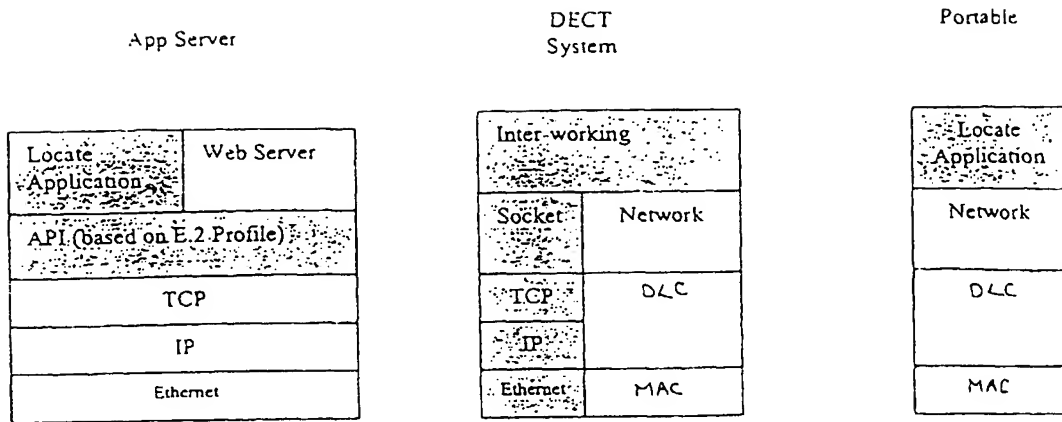 App Server
DECT
System
Portable
Locate
Application
Web Server
API (based on E.2 Profile)
TCP
IP
Ethernet
Inter-working
Socket
Network
TCP
DLC
IP
Ethernet
MAC
Locate
Application
Network
DLC
MAC